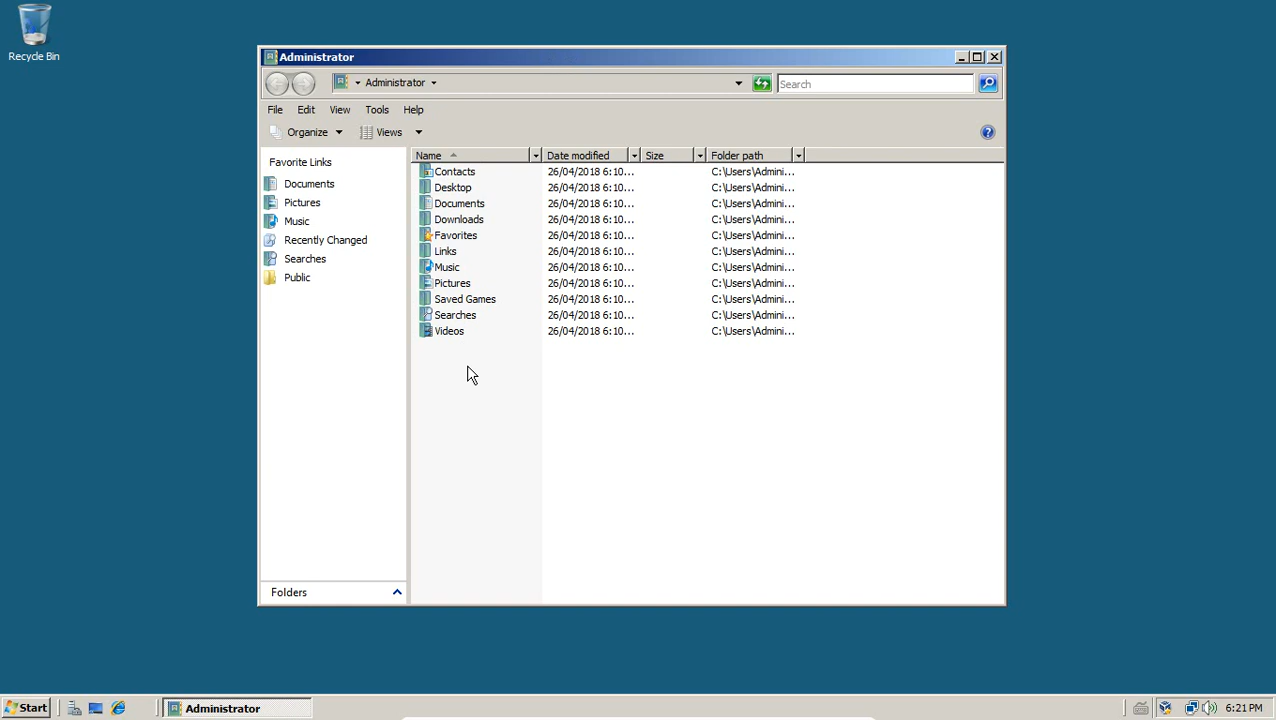 Recycle Bin
Administrator
Administrator
Search
File Edit View Tools Help
Organize Views
Favorite Links
Documents
Pictures
Music
Recently Changed
Searches
Public
Folders
Name Date modified Size Folder path
Contacts 26/04/2018 6:10... C:\Users\Admini...
Desktop 26/04/2018 6:10... C:\Users\Admini...
Documents 26/04/2018 6:10... C:\Users\Admini...
Downloads 26/04/2018 6:10... C:\Users\Admini...
Favorites 26/04/2018 6:10... C:\Users\Admini...
Links 26/04/2018 6:10... C:\Users\Admini...
Music 26/04/2018 6:10... C:\Users\Admini...
Pictures 26/04/2018 6:10... C:\Users\Admini...
Saved Games 26/04/2018 6:10... C:\Users\Admini...
Searches 26/04/2018 6:10... C:\Users\Admini...
Videos 26/04/2018 6:10... C:\Users\Admini...
Start Administrator 6:21 PM